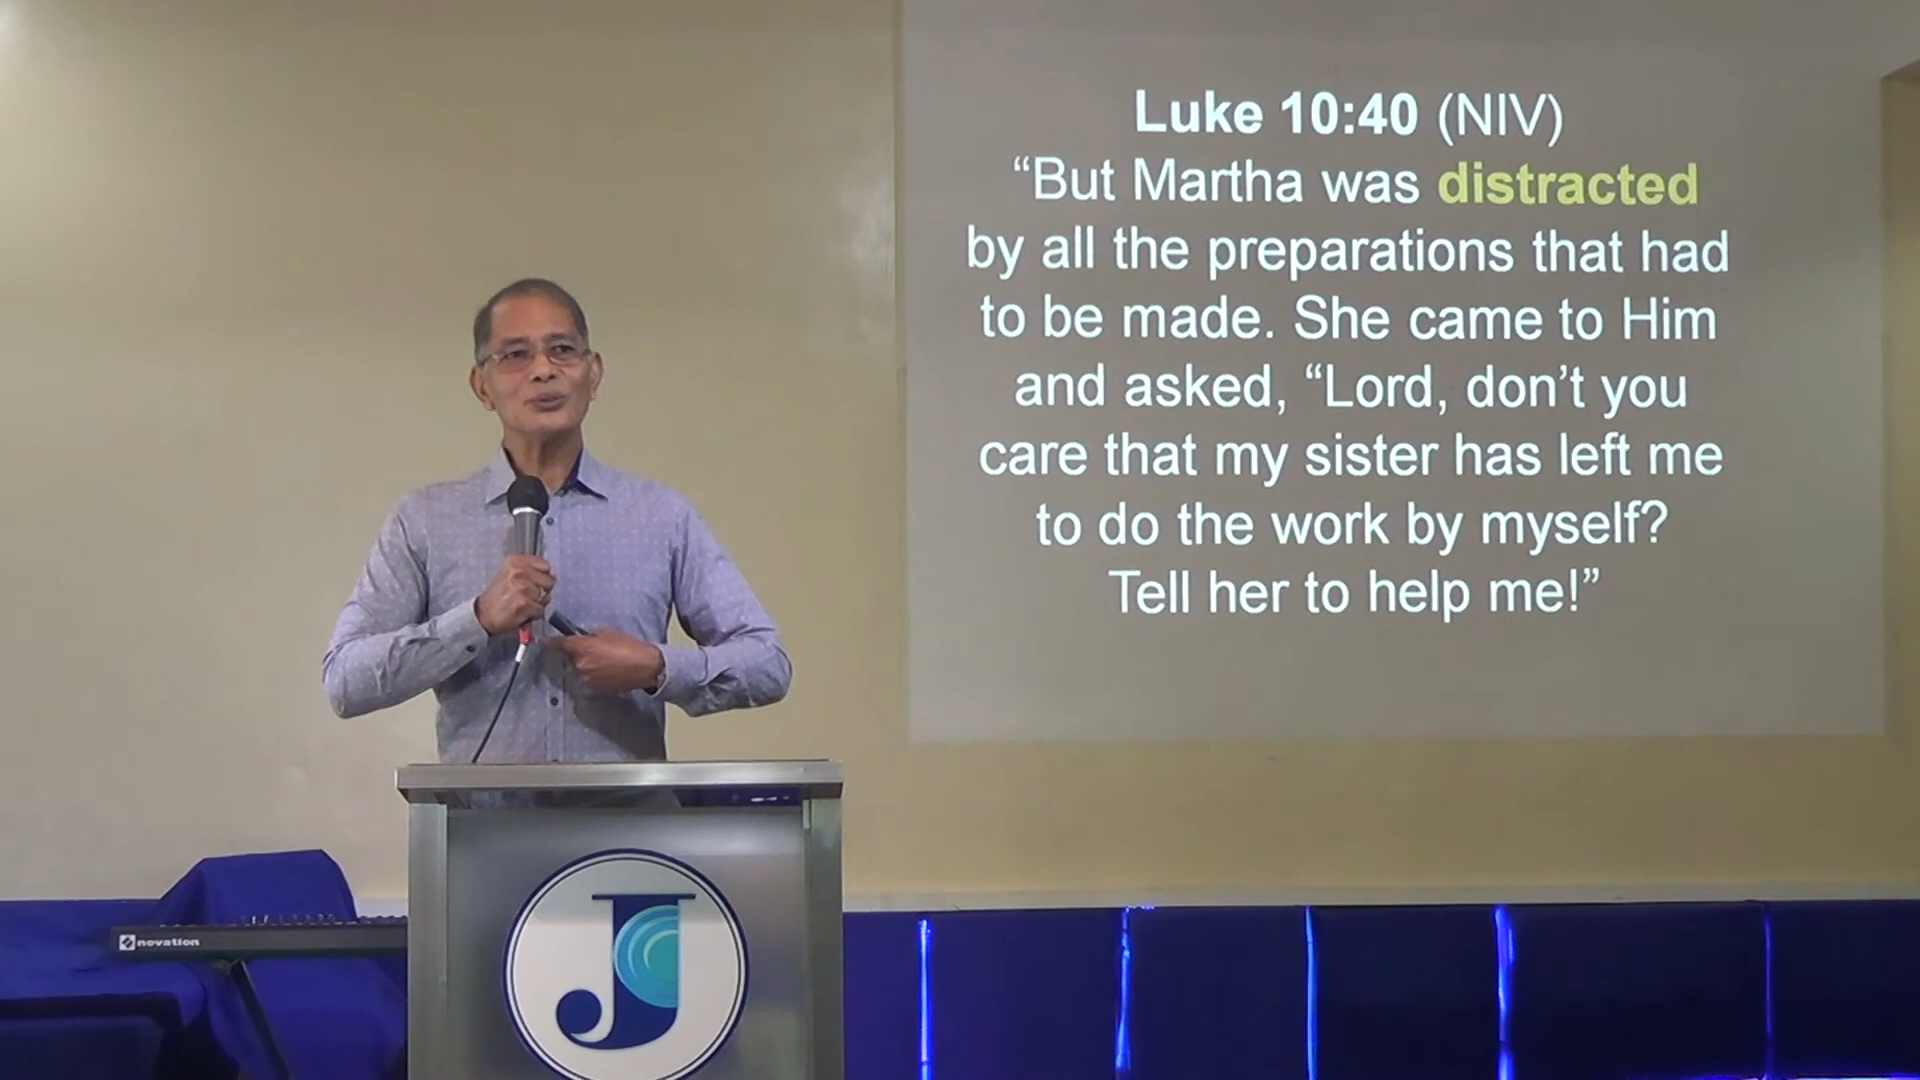 Luke 10:40 (NIV)
“But Martha was distracted
by all the preparations that had
to be made. She came to Him
and asked, “Lord, don’t you
care that my sister has left me
to do the work by myself?
Tell her to help me!”
novation
J